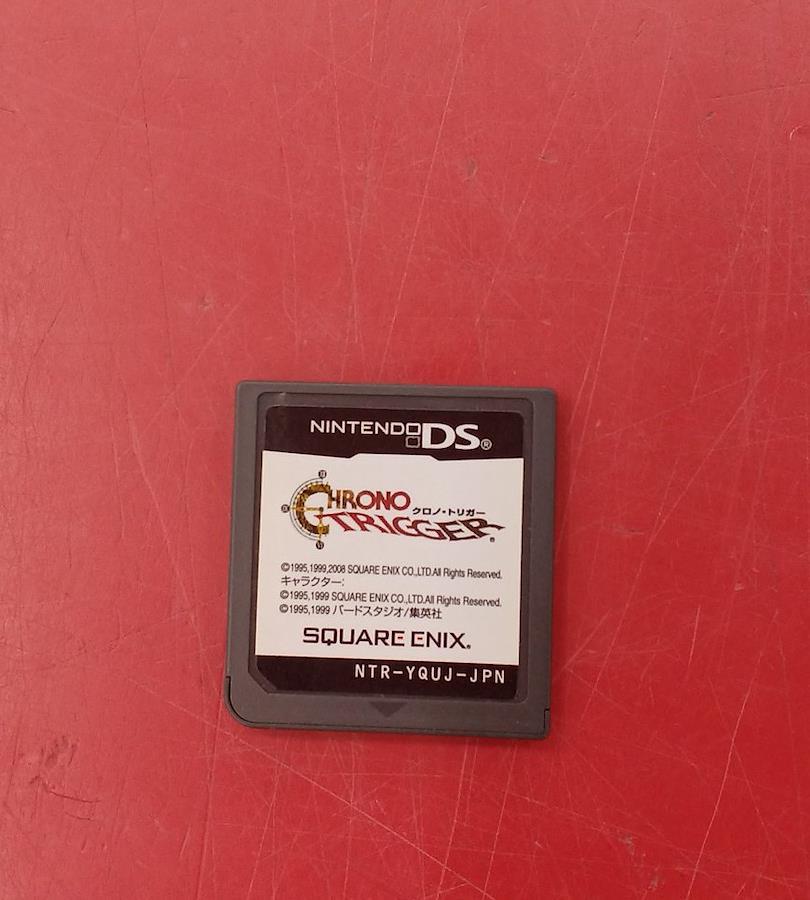 NINTENDO DS®
CHRONO
クロノ・トリガー
TRIGGER®
©1995,1999,2008 SQUARE ENIX CO.,LTD.All Rights Reserved.
キャラクター:
©1995,1999 SQUARE ENIX CO.,LTD.All Rights Reserved.
©1995,1999 バードスタジオ/集英社
SQUARE ENIX®
NTR-YQUJ-JPN